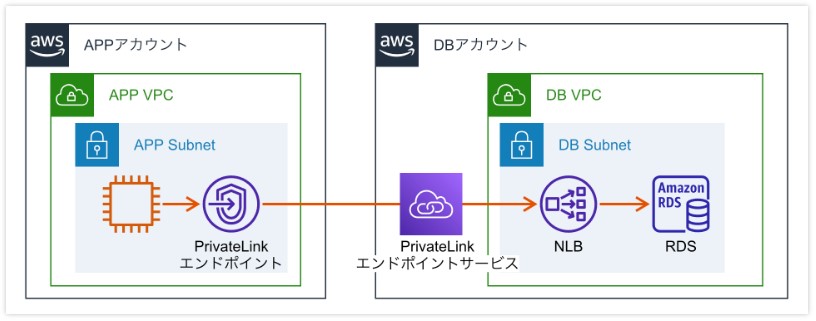 aws
APPアカウント
APP VPC
APP Subnet
PrivateLink
エンドポイント
aws
DBアカウント
DB VPC
DB Subnet
PrivateLink
エンドポイントサービス
NLB
Amazon
RDS
RDS